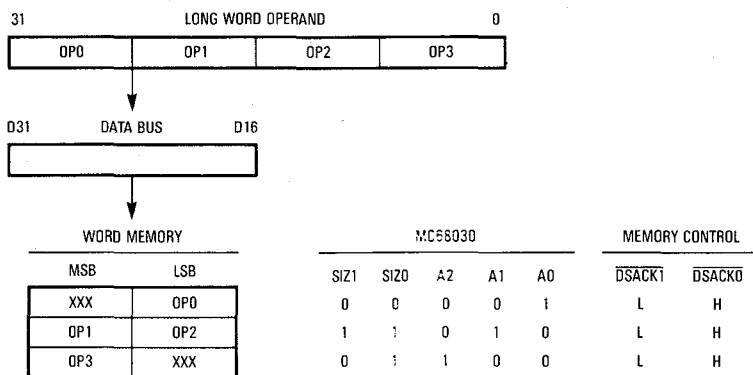 31 LONG WORD OPERAND 0
OP0 OP1 OP2 OP3
D31 DATA BUS D16
WORD MEMORY MC68030 MEMORY CONTROL
MSB LSB SIZ1 SIZ0 A2 A1 A0 DSACK1 DSACK0
XXX OP0 0 0 0 0 1 L H
OP1 OP2 1 1 0 1 0 L H
OP3 XXX 0 1 1 0 0 L H